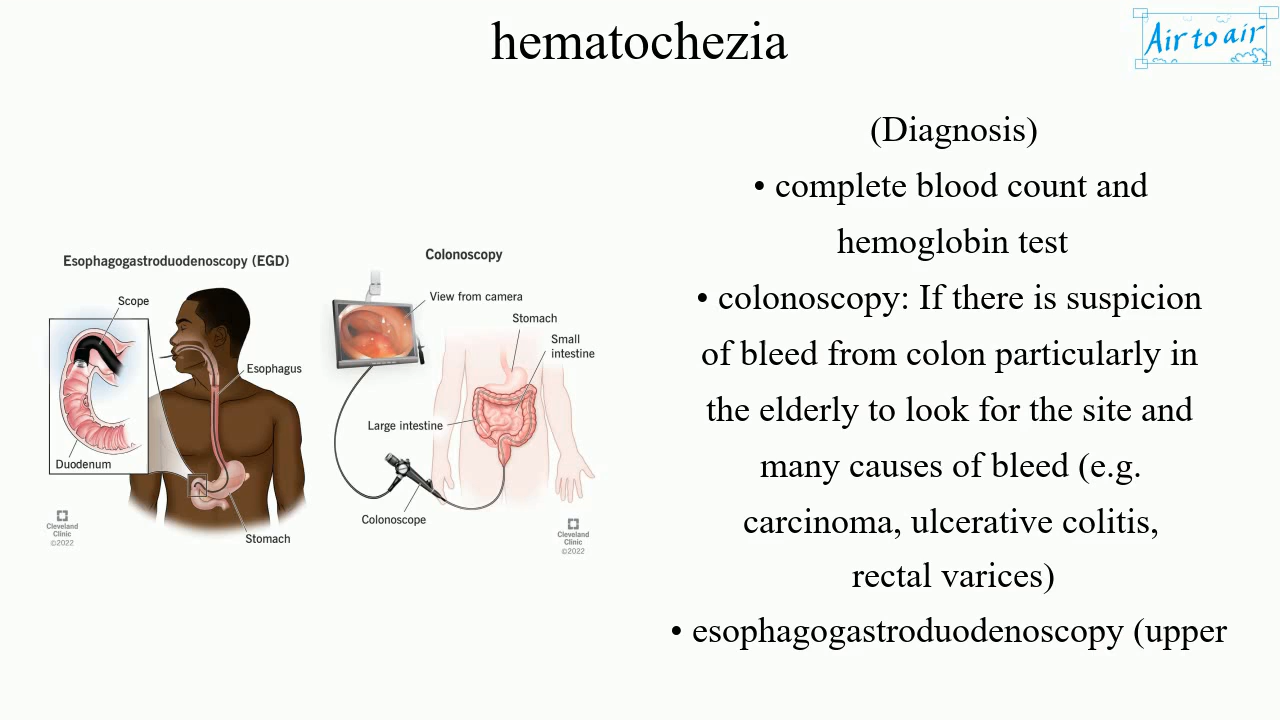 hematochezia
Air to air
(Diagnosis)
• complete blood count and
hemoglobin test
• colonoscopy: If there is suspicion
of bleed from colon particularly in
the elderly to look for the site and
many causes of bleed (e.g.
carcinoma, ulcerative colitis,
rectal varices)
• esophagogastroduodenoscopy (upper
Esophagogastroduodenoscopy (EGD)
Scope
Esophagus
Duodenum
Stomach
Cleveland
Clinic
©2022
Colonoscopy
View from camera
Stomach
Small
intestine
Large intestine
Colonoscope
Cleveland
Clinic
©2022